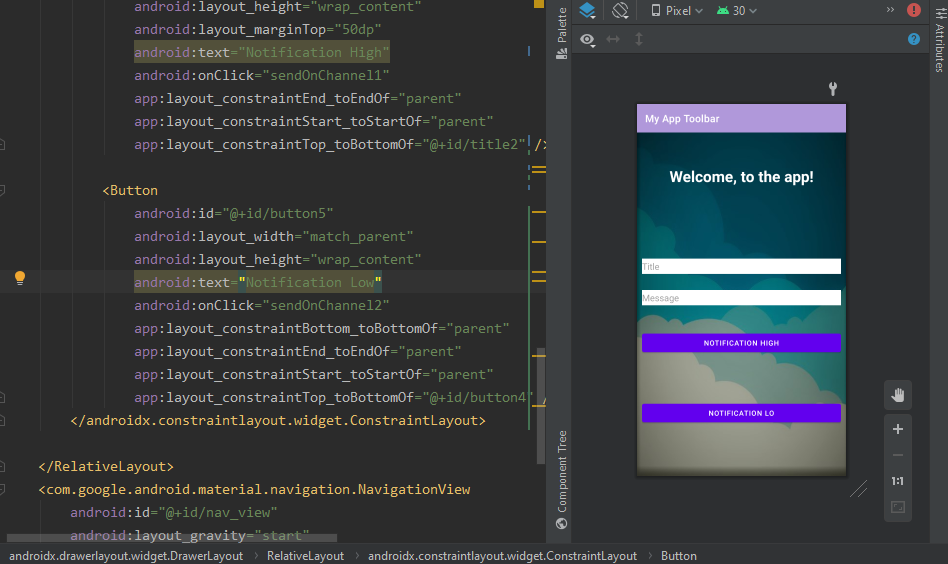 android:layout_height="wrap_content"
android:layout_marginTop="50dp"
android:text="Notification High"
android:onClick="sendOnChannel1"
app:layout_constraintEnd_toEndOf="parent"
app:layout_constraintStart_toStartOf="parent"
app:layout_constraintTop_toBottomOf="@+id/title2" />
<Button
android:id="@+id/button5"
android:layout_width="match_parent"
android:layout_height="wrap_content"
android:text="Notification Low"
android:onClick="sendOnChannel2"
app:layout_constraintBottom_toBottomOf="parent"
app:layout_constraintEnd_toEndOf="parent"
app:layout_constraintStart_toStartOf="parent"
app:layout_constraintTop_toBottomOf="@+id/button4" /
</androidx.constraintlayout.widget.ConstraintLayout>
</RelativeLayout>
<com.google.android.material.navigation.NavigationView
android:id="@+id/nav_view"
android:layout_gravity="start"
androidx.drawerlayout.widget.DrawerLayout › RelativeLayout › androidx.constraintlayout.widget.ConstraintLayout › Button
Palette
Component Tree
Pixel
30
»
?
My App Toolbar
Welcome, to the app!
Title
Message
NOTIFICATION HIGH
NOTIFICATION LO
1:1
Attributes